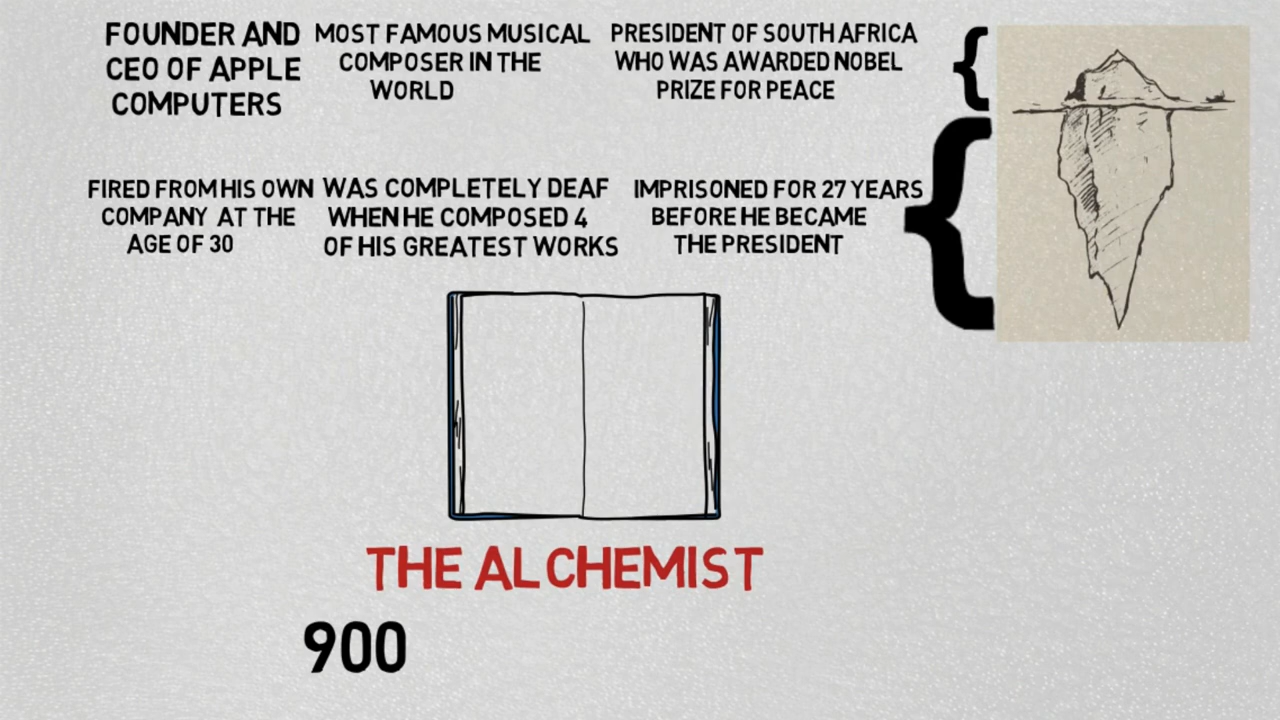 FOUNDER AND
CEO OF APPLE
COMPUTERS
MOST FAMOUS MUSICAL
COMPOSER IN THE
WORLD
PRESIDENT OF SOUTH AFRICA
WHO WAS AWARDED NOBEL
PRIZE FOR PEACE
FIRED FROM HIS OWN
COMPANY AT THE
AGE OF 30
WAS COMPLETELY DEAF
WHEN HE COMPOSED 4
OF HIS GREATEST WORKS
IMPRISONED FOR 27 YEARS
BEFORE HE BECAME
THE PRESIDENT
THE ALCHEMIST
900